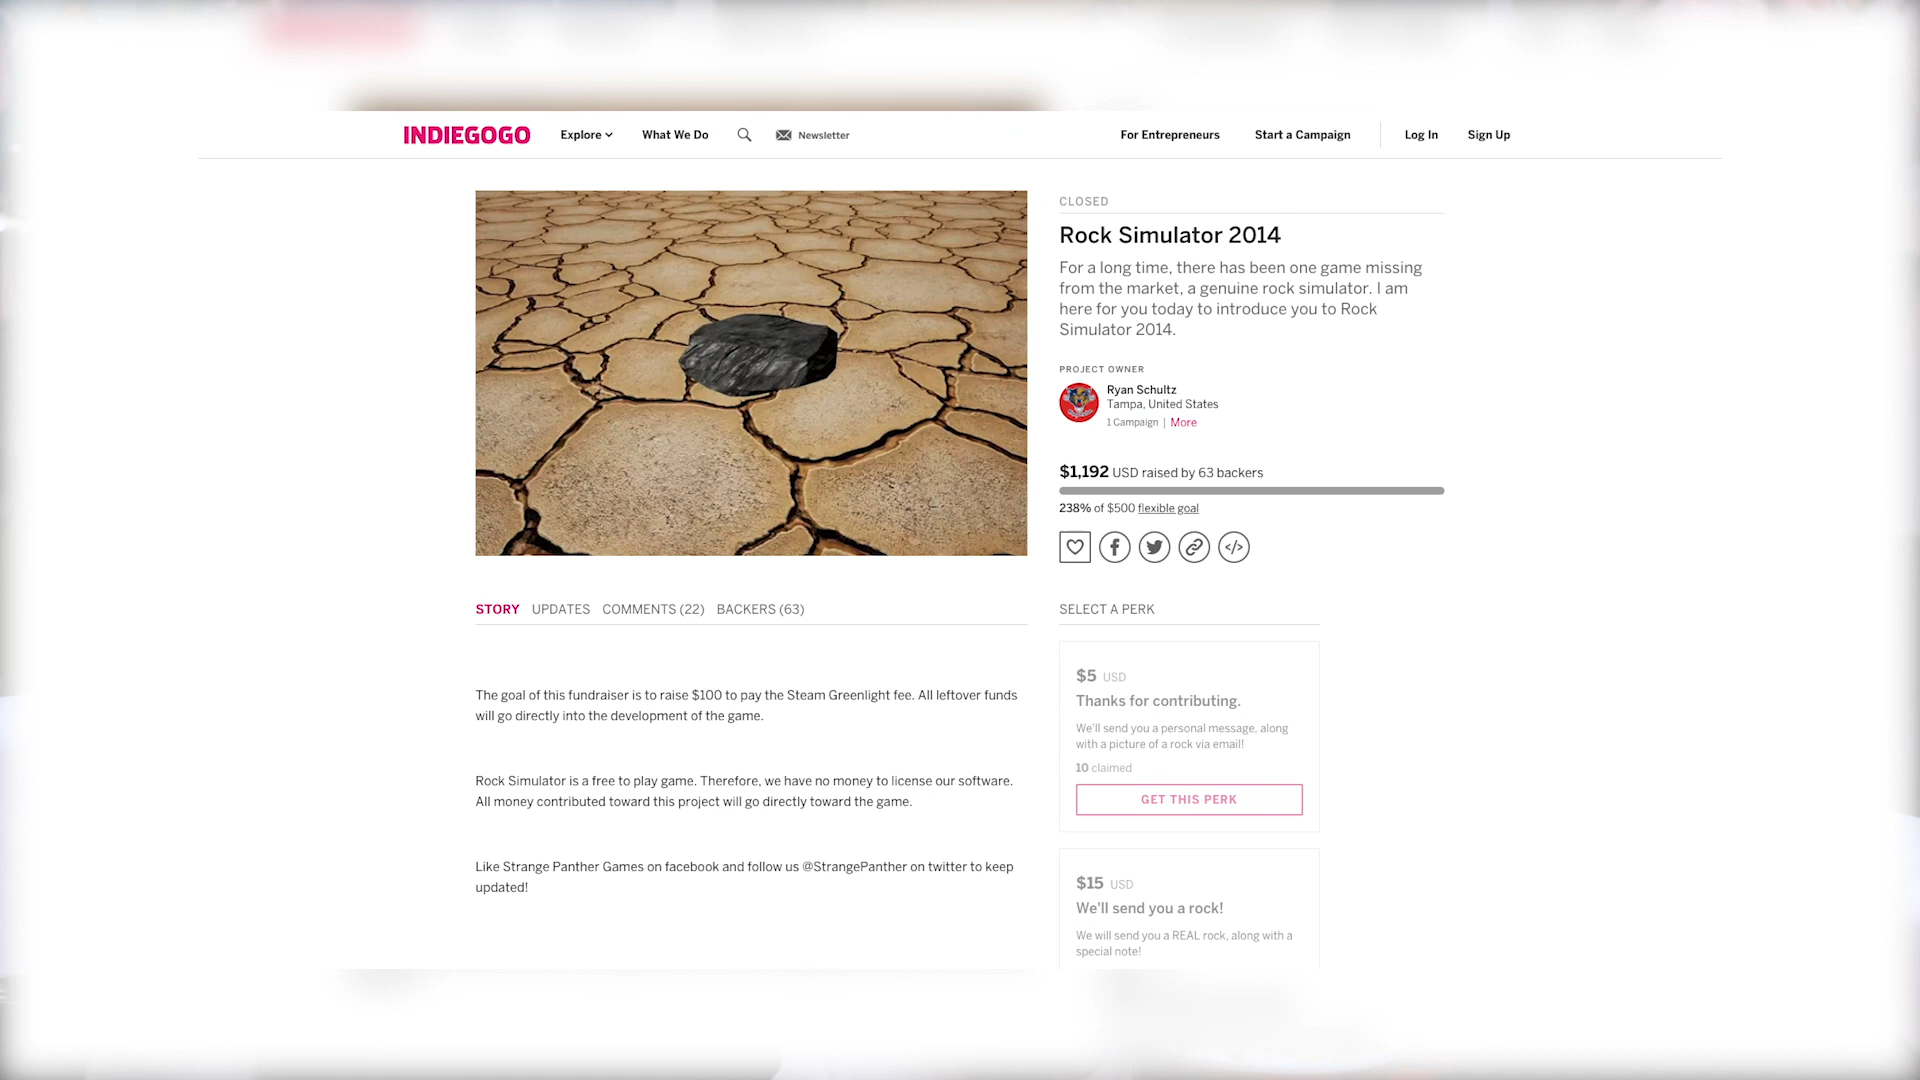 INDIEGOGO Explore What We Do Newsletter For Entrepreneurs Start a Campaign Log In Sign Up
CLOSED
Rock Simulator 2014
For a long time, there has been one game missing
from the market, a genuine rock simulator. I am
here for you today to introduce you to Rock
Simulator 2014.
PROJECT OWNER
Ryan Schultz
Tampa, United States
1 Campaign | More
$1,192 USD raised by 63 backers
238% of $500 flexible goal
STORY UPDATES COMMENTS (22) BACKERS (63)
The goal of this fundraiser is to raise $100 to pay the Steam Greenlight fee. All leftover funds
will go directly into the development of the game.
Rock Simulator is a free to play game. Therefore, we have no money to license our software.
All money contributed toward this project will go directly toward the game.
Like Strange Panther Games on facebook and follow us @StrangePanther on twitter to keep
updated!
SELECT A PERK
$5 USD
Thanks for contributing.
We'll send you a personal message, along
with a picture of a rock via email!
10 claimed
GET THIS PERK
$15 USD
We'll send you a rock!
We will send you a REAL rock, along with a
special note!